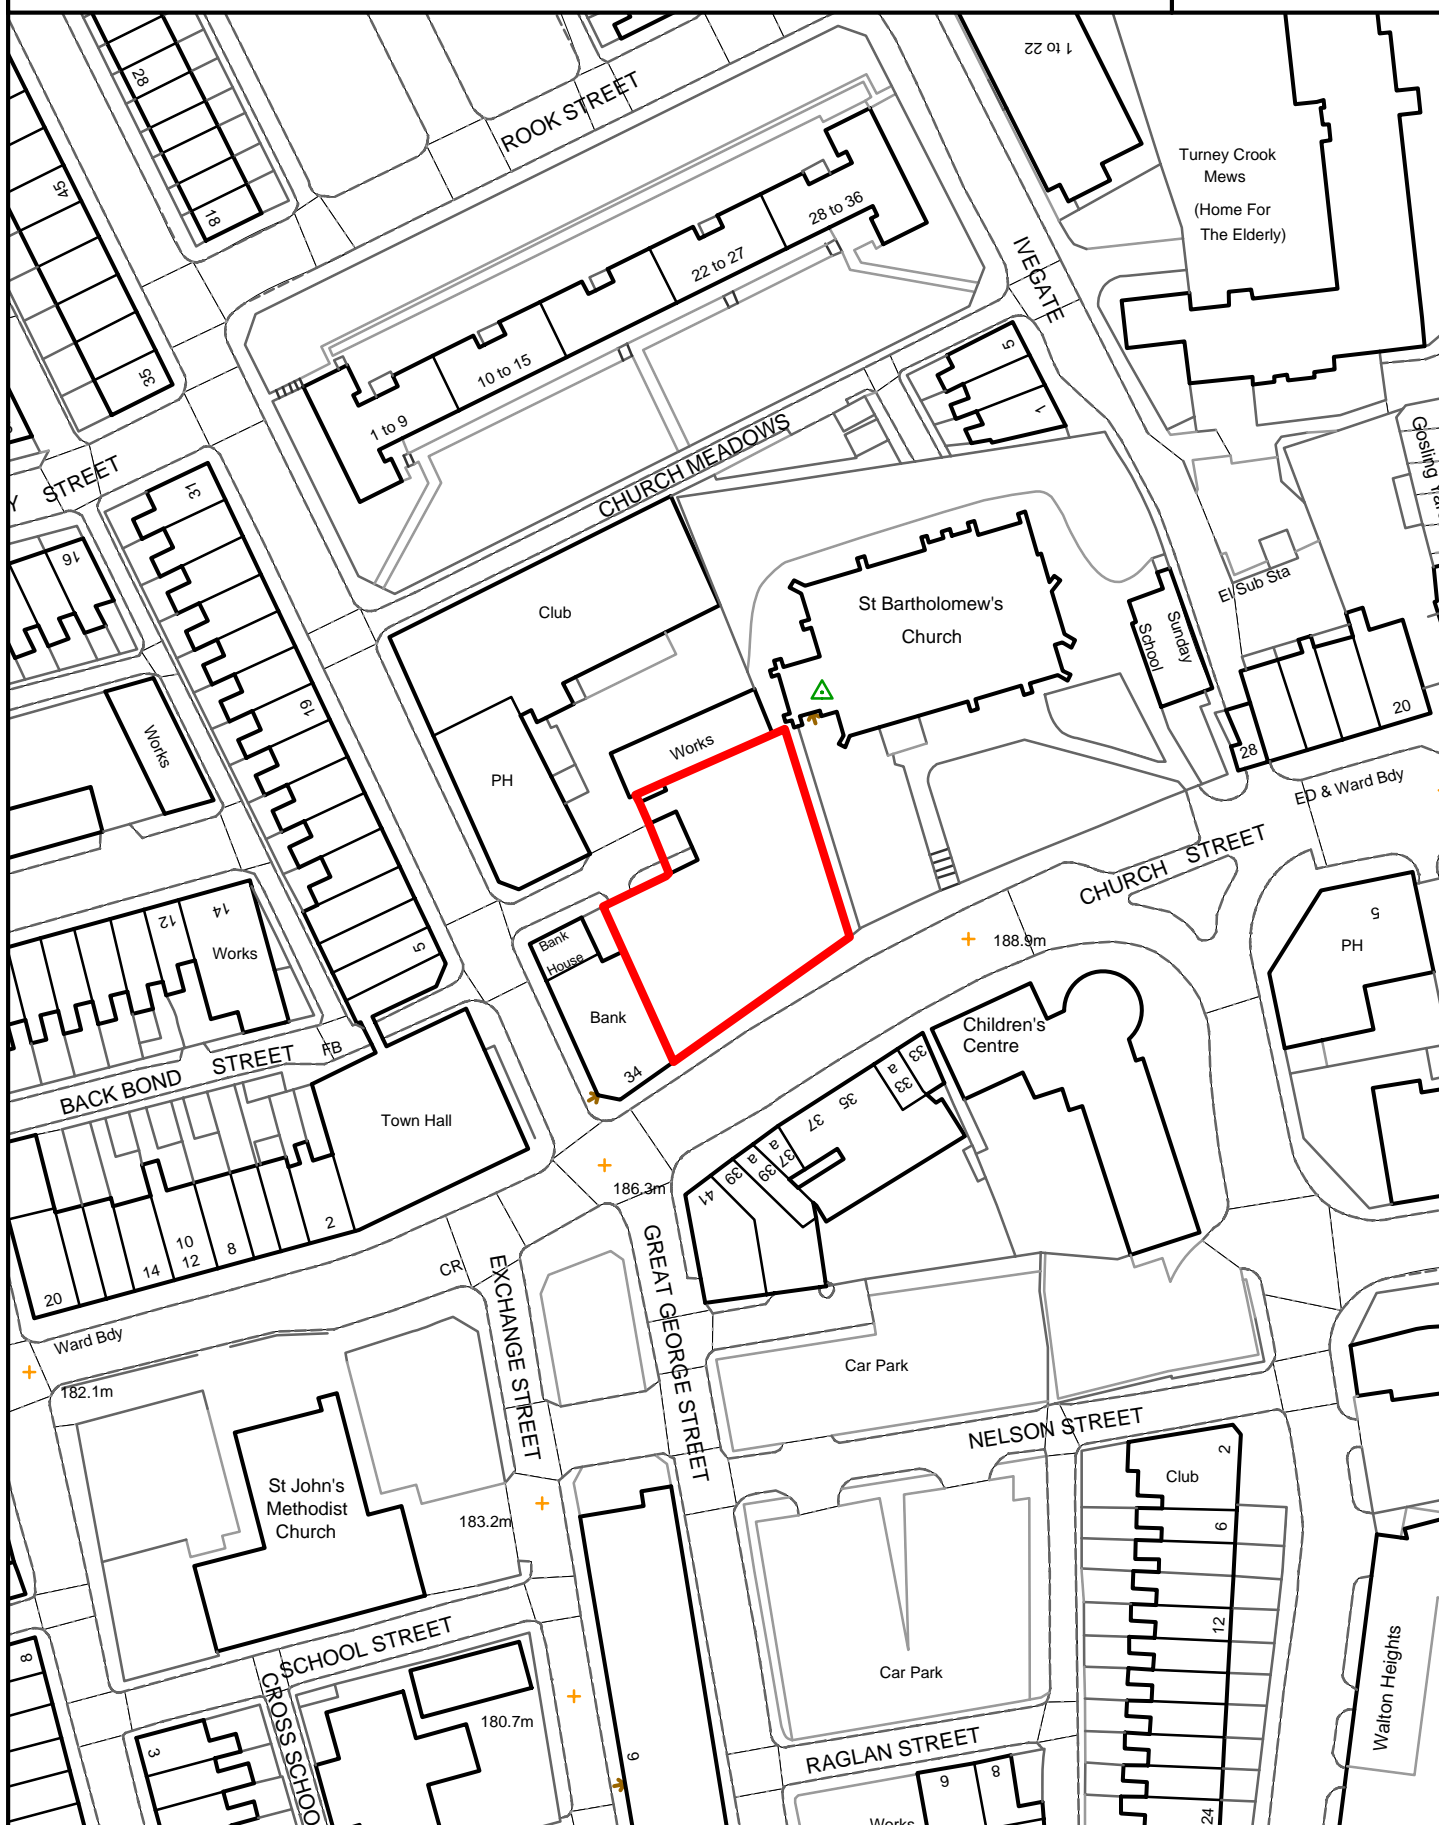 1 to 22
28
ROOK STREET
Turney Crook
Mews
(Home For
The Elderly)
45
18
28 to 36
22 to 27
IVEGATE
10 to 15
5
35
1 to 9
1
CHURCH MEADOWS
STREET
31
16
El Sub Sta
Club
St Bartholomew's
Church
Sunday
School
19
20
Works
Works
PH
28
ED & Ward Bdy
CHURCH STREET
12
14
Works
5
5
PH
Bank
House
188.9m
Bank
Children's
Centre
34
BACK BOND STREET
FB
Town Hall
33
33
a
35
37
37
a
39
a
39
41
186.3m
2
8
10
12
14
20
CR
Ward Bdy
EXCHANGE STREET
GREAT GEORGE STREET
182.1m
Car Park
NELSON STREET
2
Club
St John's
Methodist
Church
183.2m
6
12
SCHOOL STREET
8
CROSS SCHOO
Car Park
Walton Heights
180.7m
3
9
RAGLAN STREET
6
8
24
Works